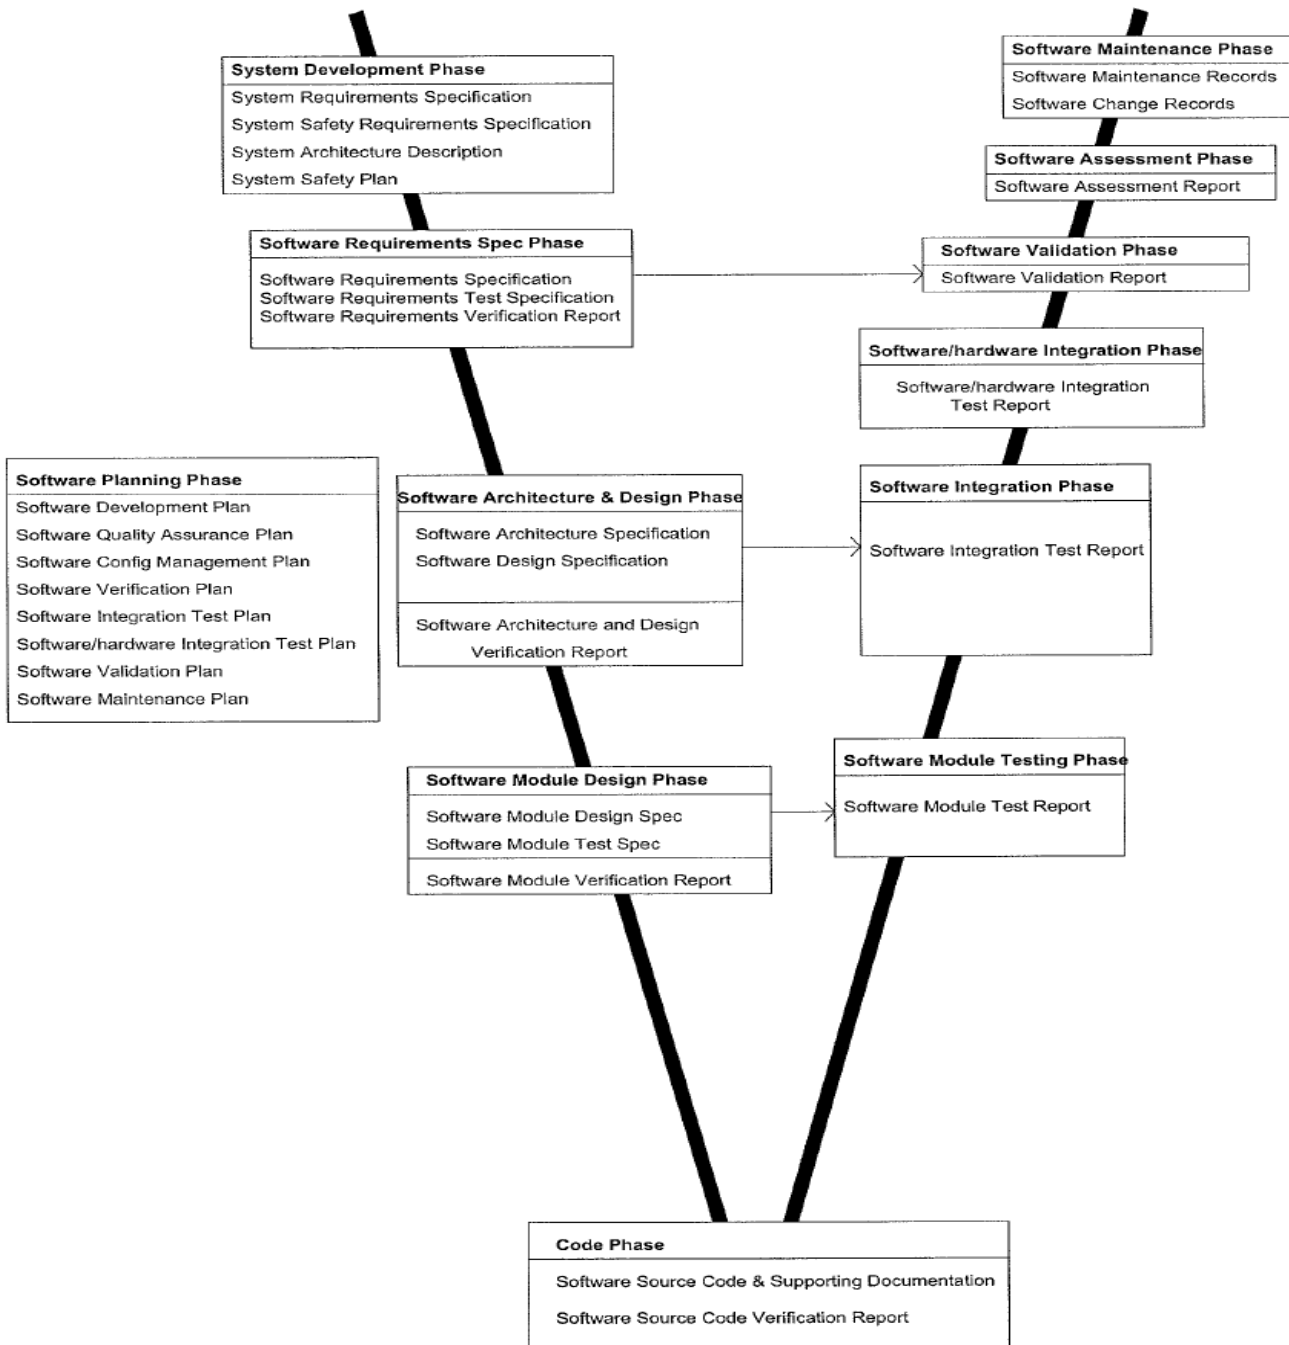 System Development Phase
System Requirements Specification
System Safety Requirements Specification
System Architecture Description
System Safety Plan
Software Maintenance Phase
Software Maintenance Records
Software Change Records
Software Assessment Phase
Software Assessment Report
Software Requirements Spec Phase
Software Requirements Specification
Software Requirements Test Specification
Software Requirements Verification Report
Software Validation Phase
Software Validation Report
Software/hardware Integration Phase
Software/hardware Integration
Test Report
Software Planning Phase
Software Development Plan
Software Quality Assurance Plan
Software Config Management Plan
Software Verification Plan
Software Integration Test Plan
Software/hardware Integration Test Plan
Software Validation Plan
Software Maintenance Plan
Software Architecture & Design Phase
Software Architecture Specification
Software Design Specification
Software Architecture and Design
Verification Report
Software Integration Phase
Software Integration Test Report
Software Module Design Phase
Software Module Design Spec
Software Module Test Spec
Software Module Verification Report
Software Module Testing Phase
Software Module Test Report
Code Phase
Software Source Code & Supporting Documentation
Software Source Code Verification Report